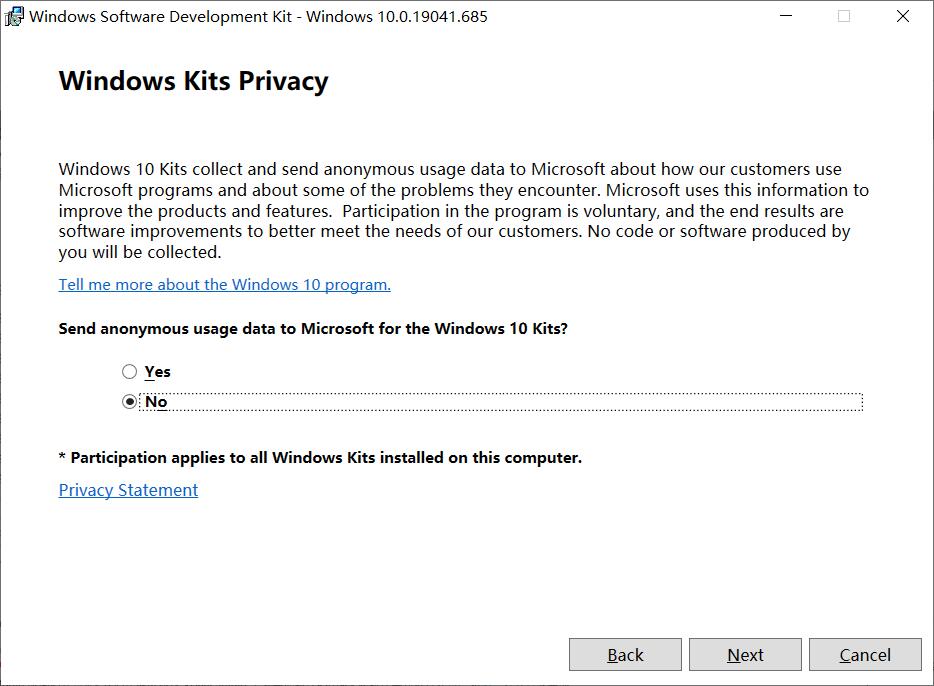 Windows Software Development Kit - Windows 10.0.19041.685
Windows Kits Privacy
Windows 10 Kits collect and send anonymous usage data to Microsoft about how our customers use
Microsoft programs and about some of the problems they encounter. Microsoft uses this information to
improve the products and features.  Participation in the program is voluntary, and the end results are
software improvements to better meet the needs of our customers. No code or software produced by
you will be collected.
Tell me more about the Windows 10 program.
Send anonymous usage data to Microsoft for the Windows 10 Kits?
Yes
No
* Participation applies to all Windows Kits installed on this computer.
Privacy Statement
Back Next Cancel